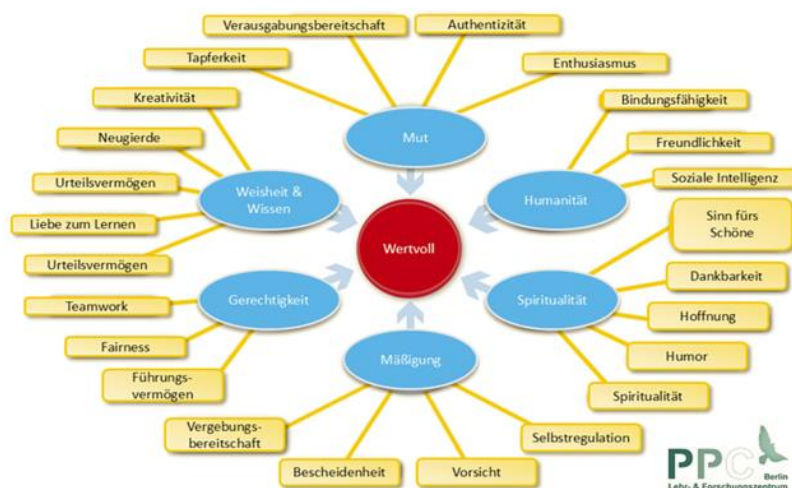 Verausgabungsbereitschaft
Authentizität
Tapferkeit
Enthusiasmus
Kreativität
Bindungsfähigkeit
Mut
Neugierde
Freundlichkeit
Urteilsvermögen
Weisheit &
Wissen
Humanität
Soziale Intelligenz
Liebe zum Lernen
Sinn fürs
Schöne
Wertvoll
Urteilsvermögen
Dankbarkeit
Teamwork
Gerechtigkeit
Spiritualität
Hoffnung
Fairness
Mäßigung
Humor
Führungs-
vermögen
Spiritualität
Vergebungs-
bereitschaft
Selbstregulation
Bescheidenheit
Vorsicht
PPC
Berlin
Lehr- & Forschungszentrum